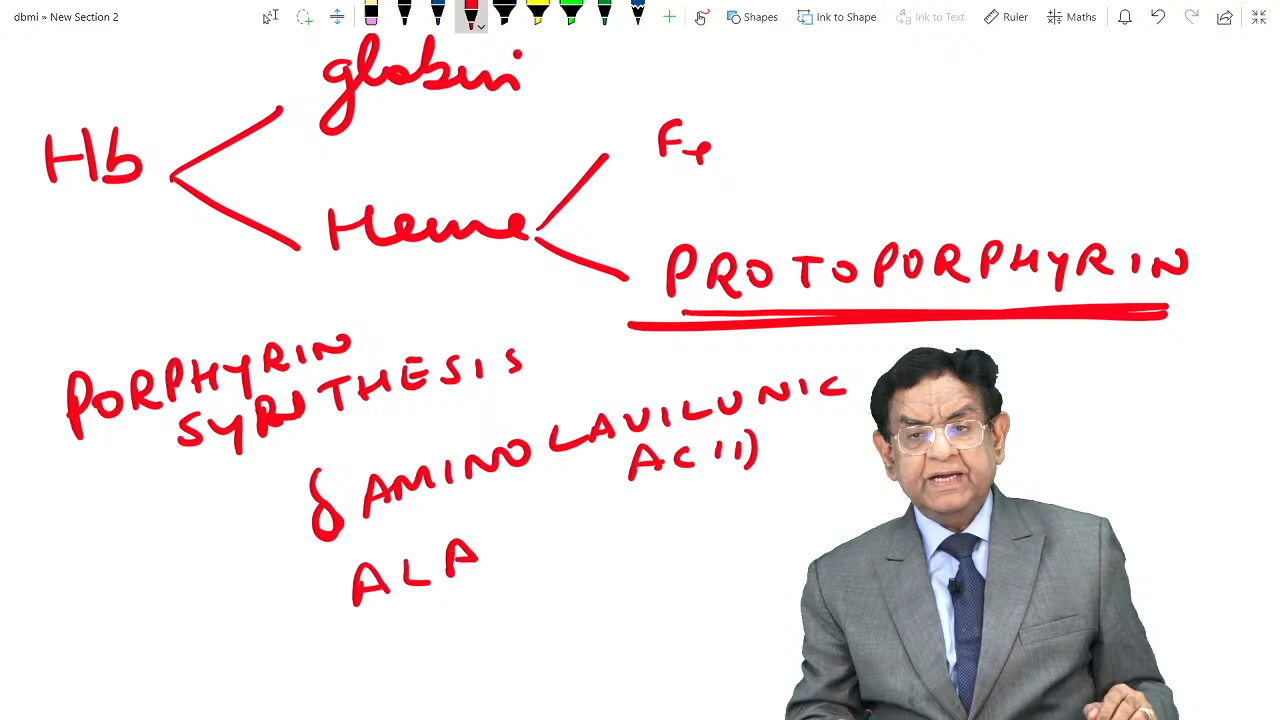 dbmi » New Section 2
Shapes
Ink to Shape
Ink to Text
Ruler
Maths
globin
Hb
Fe
Heme
PROTOPORPHYRIN
PORPHYRIN
SYNTHESIS
δ AMINO LAVILUNIC
ACID
ALA